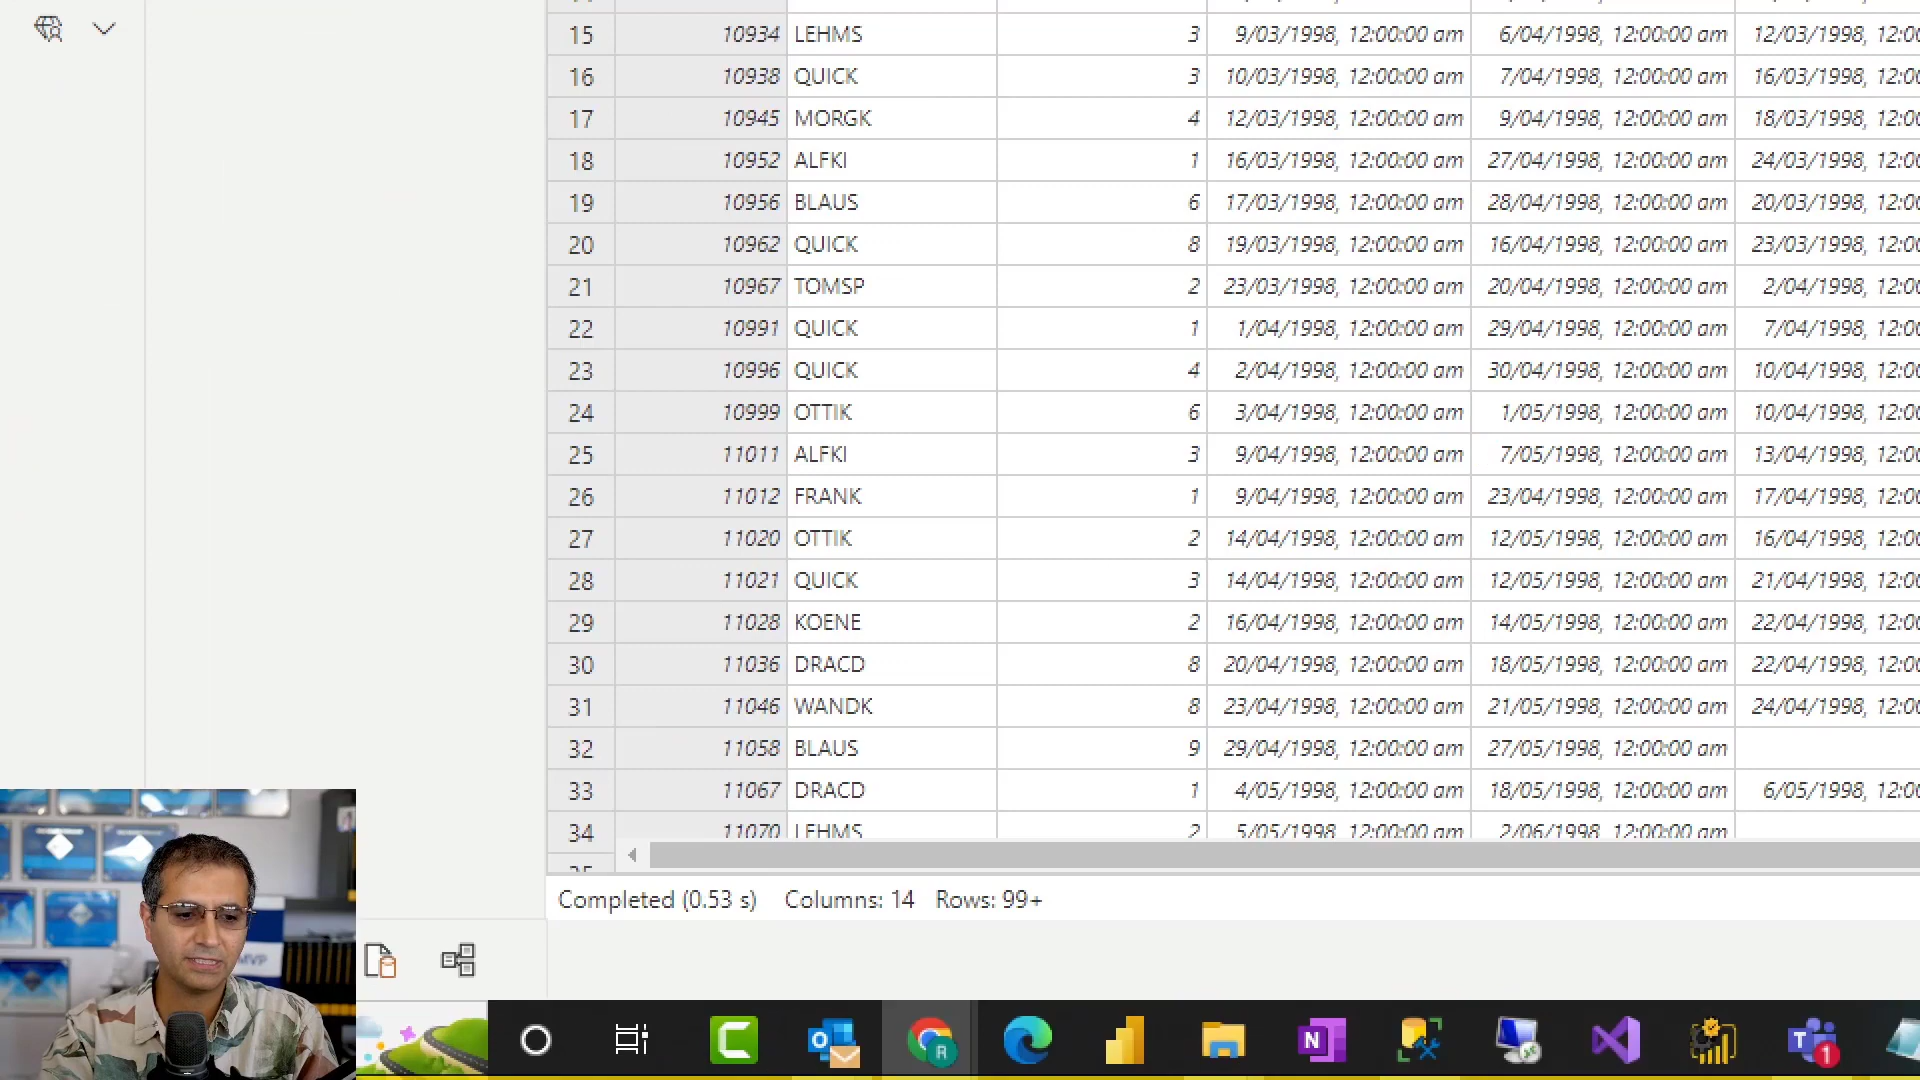 15 10934 LEHMS 3 9/03/1998, 12:00:00 am 6/04/1998, 12:00:00 am 12/03/1998, 12:00
16 10938 QUICK 3 10/03/1998, 12:00:00 am 7/04/1998, 12:00:00 am 16/03/1998, 12:00
17 10945 MORGK 4 12/03/1998, 12:00:00 am 9/04/1998, 12:00:00 am 18/03/1998, 12:00
18 10952 ALFKI 1 16/03/1998, 12:00:00 am 27/04/1998, 12:00:00 am 24/03/1998, 12:00
19 10956 BLAUS 6 17/03/1998, 12:00:00 am 28/04/1998, 12:00:00 am 20/03/1998, 12:00
20 10962 QUICK 8 19/03/1998, 12:00:00 am 16/04/1998, 12:00:00 am 23/03/1998, 12:00
21 10967 TOMSP 2 23/03/1998, 12:00:00 am 20/04/1998, 12:00:00 am 2/04/1998, 12:00
22 10991 QUICK 1 1/04/1998, 12:00:00 am 29/04/1998, 12:00:00 am 7/04/1998, 12:00
23 10996 QUICK 4 2/04/1998, 12:00:00 am 30/04/1998, 12:00:00 am 10/04/1998, 12:00
24 10999 OTTIK 6 3/04/1998, 12:00:00 am 1/05/1998, 12:00:00 am 10/04/1998, 12:00
25 11011 ALFKI 3 9/04/1998, 12:00:00 am 7/05/1998, 12:00:00 am 13/04/1998, 12:00
26 11012 FRANK 1 9/04/1998, 12:00:00 am 23/04/1998, 12:00:00 am 17/04/1998, 12:00
27 11020 OTTIK 2 14/04/1998, 12:00:00 am 12/05/1998, 12:00:00 am 16/04/1998, 12:00
28 11021 QUICK 3 14/04/1998, 12:00:00 am 12/05/1998, 12:00:00 am 21/04/1998, 12:00
29 11028 KOENE 2 16/04/1998, 12:00:00 am 14/05/1998, 12:00:00 am 22/04/1998, 12:00
30 11036 DRACD 8 20/04/1998, 12:00:00 am 18/05/1998, 12:00:00 am 22/04/1998, 12:00
31 11046 WANDK 8 23/04/1998, 12:00:00 am 21/05/1998, 12:00:00 am 24/04/1998, 12:00
32 11058 BLAUS 9 29/04/1998, 12:00:00 am 27/05/1998, 12:00:00 am
33 11067 DRACD 1 4/05/1998, 12:00:00 am 18/05/1998, 12:00:00 am 6/05/1998, 12:00
34 11070 LEHMS 2 5/05/1998, 12:00:00 am 2/06/1998, 12:00:00 am
Completed (0.53 s) Columns: 14 Rows: 99+
MVP
R
1